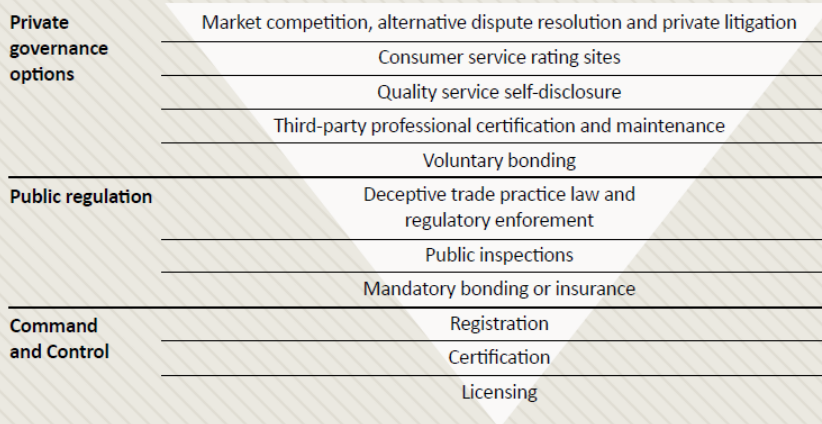 Private
governance
options
Market competition, alternative dispute resolution and private litigation
Consumer service rating sites
Quality service self-disclosure
Third-party professional certification and maintenance
Voluntary bonding
Public regulation
Deceptive trade practice law and
regulatory enforement
Public inspections
Mandatory bonding or insurance
Command
and Control
Registration
Certification
Licensing